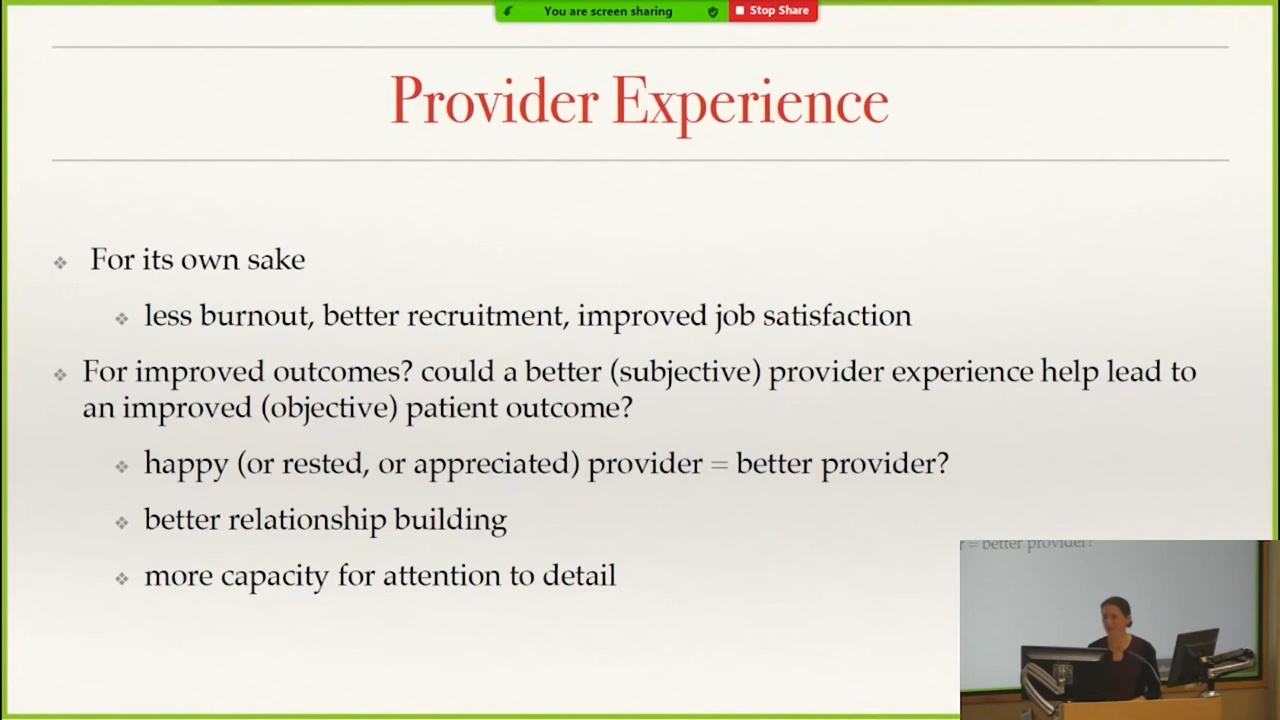 You are screen sharing Stop Share
Provider Experience
For its own sake
less burnout, better recruitment, improved job satisfaction
For improved outcomes? could a better (subjective) provider experience help lead to
an improved (objective) patient outcome?
happy (or rested, or appreciated) provider = better provider?
better relationship building
more capacity for attention to detail
= better provider?